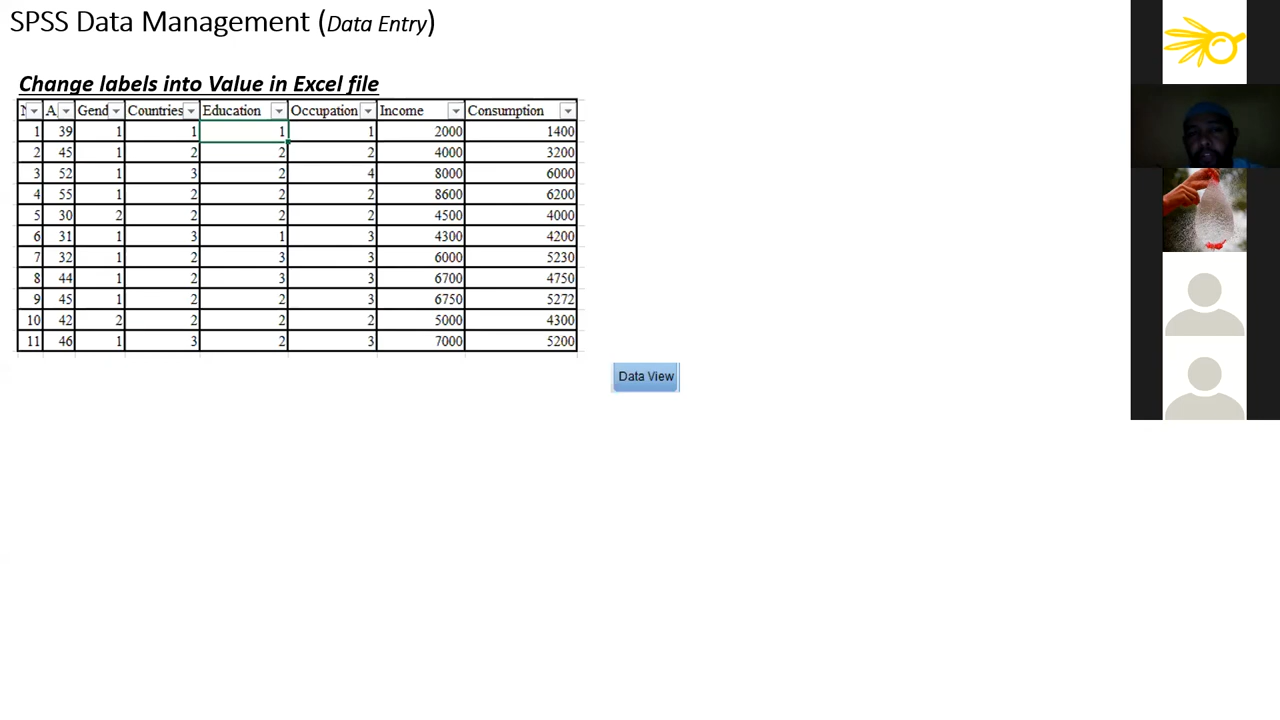 SPSS Data Management (Data Entry)
Change labels into Value in Excel file
N A Gend Countries Education Occupation Income Consumption
1 39 1 1 1 1 2000 1400
2 45 1 2 2 2 4000 3200
3 52 1 3 2 4 8000 6000
4 55 1 2 2 2 8600 6200
5 30 2 2 2 2 4500 4000
6 31 1 3 1 3 4300 4200
7 32 1 2 3 3 6000 5230
8 44 1 2 3 3 6700 4750
9 45 1 2 2 3 6750 5272
10 42 2 2 2 2 5000 4300
11 46 1 3 2 3 7000 5200
Data View